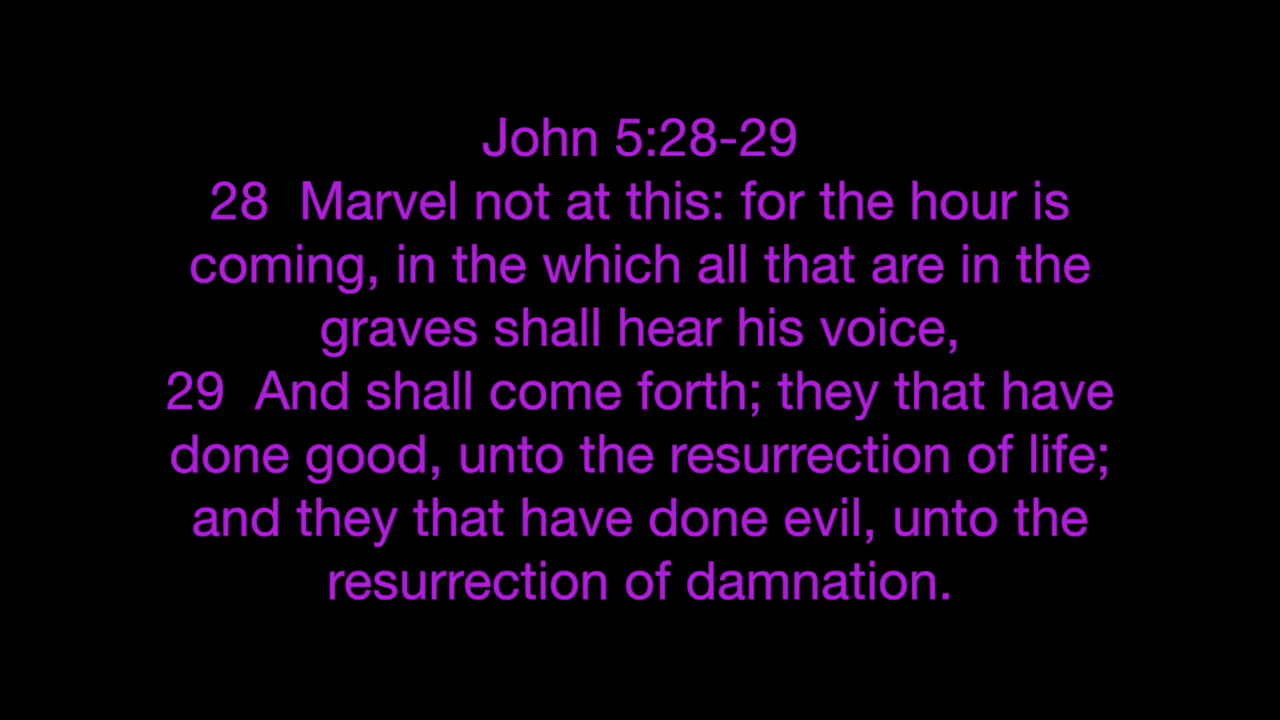 John 5:28-29
28  Marvel not at this: for the hour is
coming, in the which all that are in the
graves shall hear his voice,
29  And shall come forth; they that have
done good, unto the resurrection of life;
and they that have done evil, unto the
resurrection of damnation.